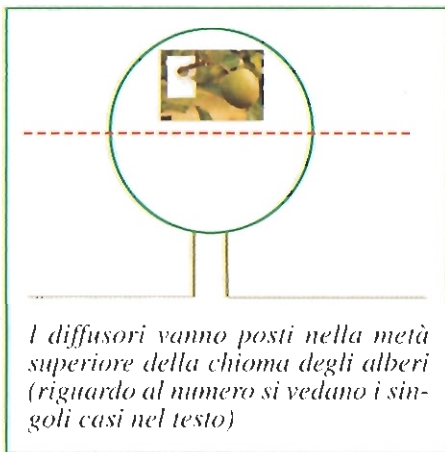 I diffusori vanno posti nella metà
superiore della chioma degli alberi
(riguardo al numero si vedano i sin-
goli casi nel testo)